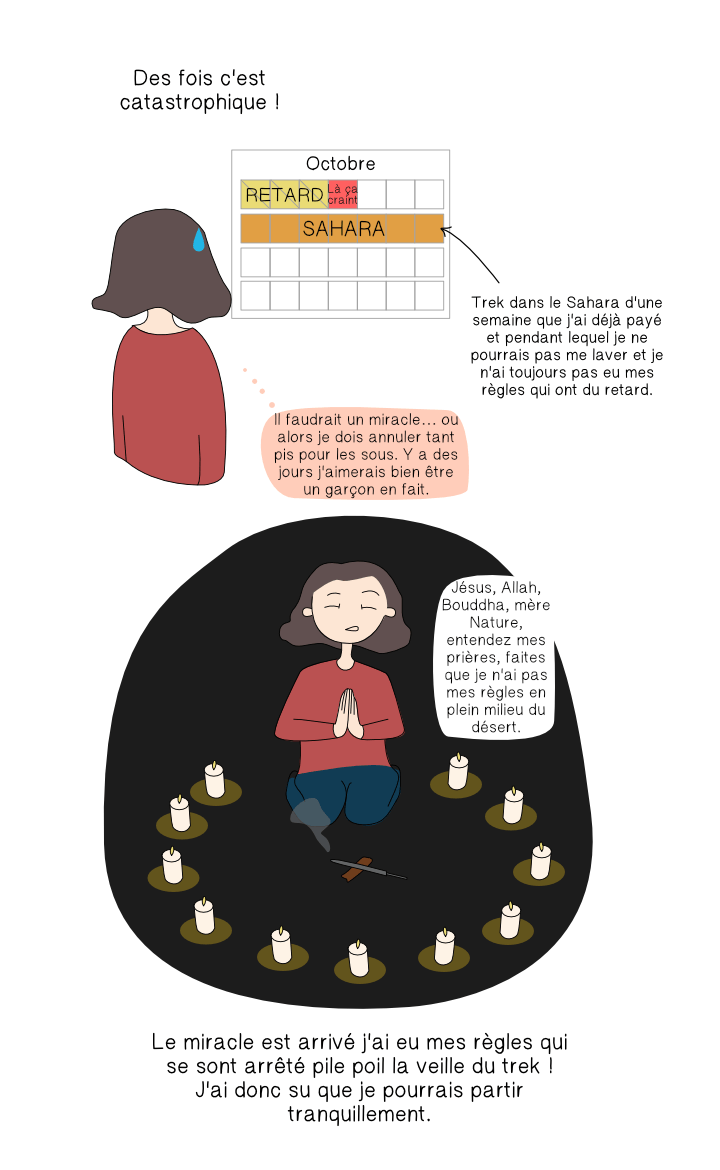 Des fois c'est
catastrophique !
Octobre
RETARD
Là ça
craint
SAHARA
Trek dans le Sahara d'une
semaine que j'ai déjà payé
et pendant lequel je ne
pourrais pas me laver et je
n'ai toujours pas eu mes
règles qui ont du retard.
Il faudrait un miracle... ou
alors je dois annuler tant
pis pour les sous. Y a des
jours j'aimerais bien être
un garçon en fait.
Jésus, Allah,
Bouddha, mère
Nature,
entendez mes
prières, faites
que je n'ai pas
mes règles en
plein milieu du
désert.
Le miracle est arrivé j'ai eu mes règles qui
se sont arrêté pile poil la veille du trek !
J'ai donc su que je pourrais partir
tranquillement.